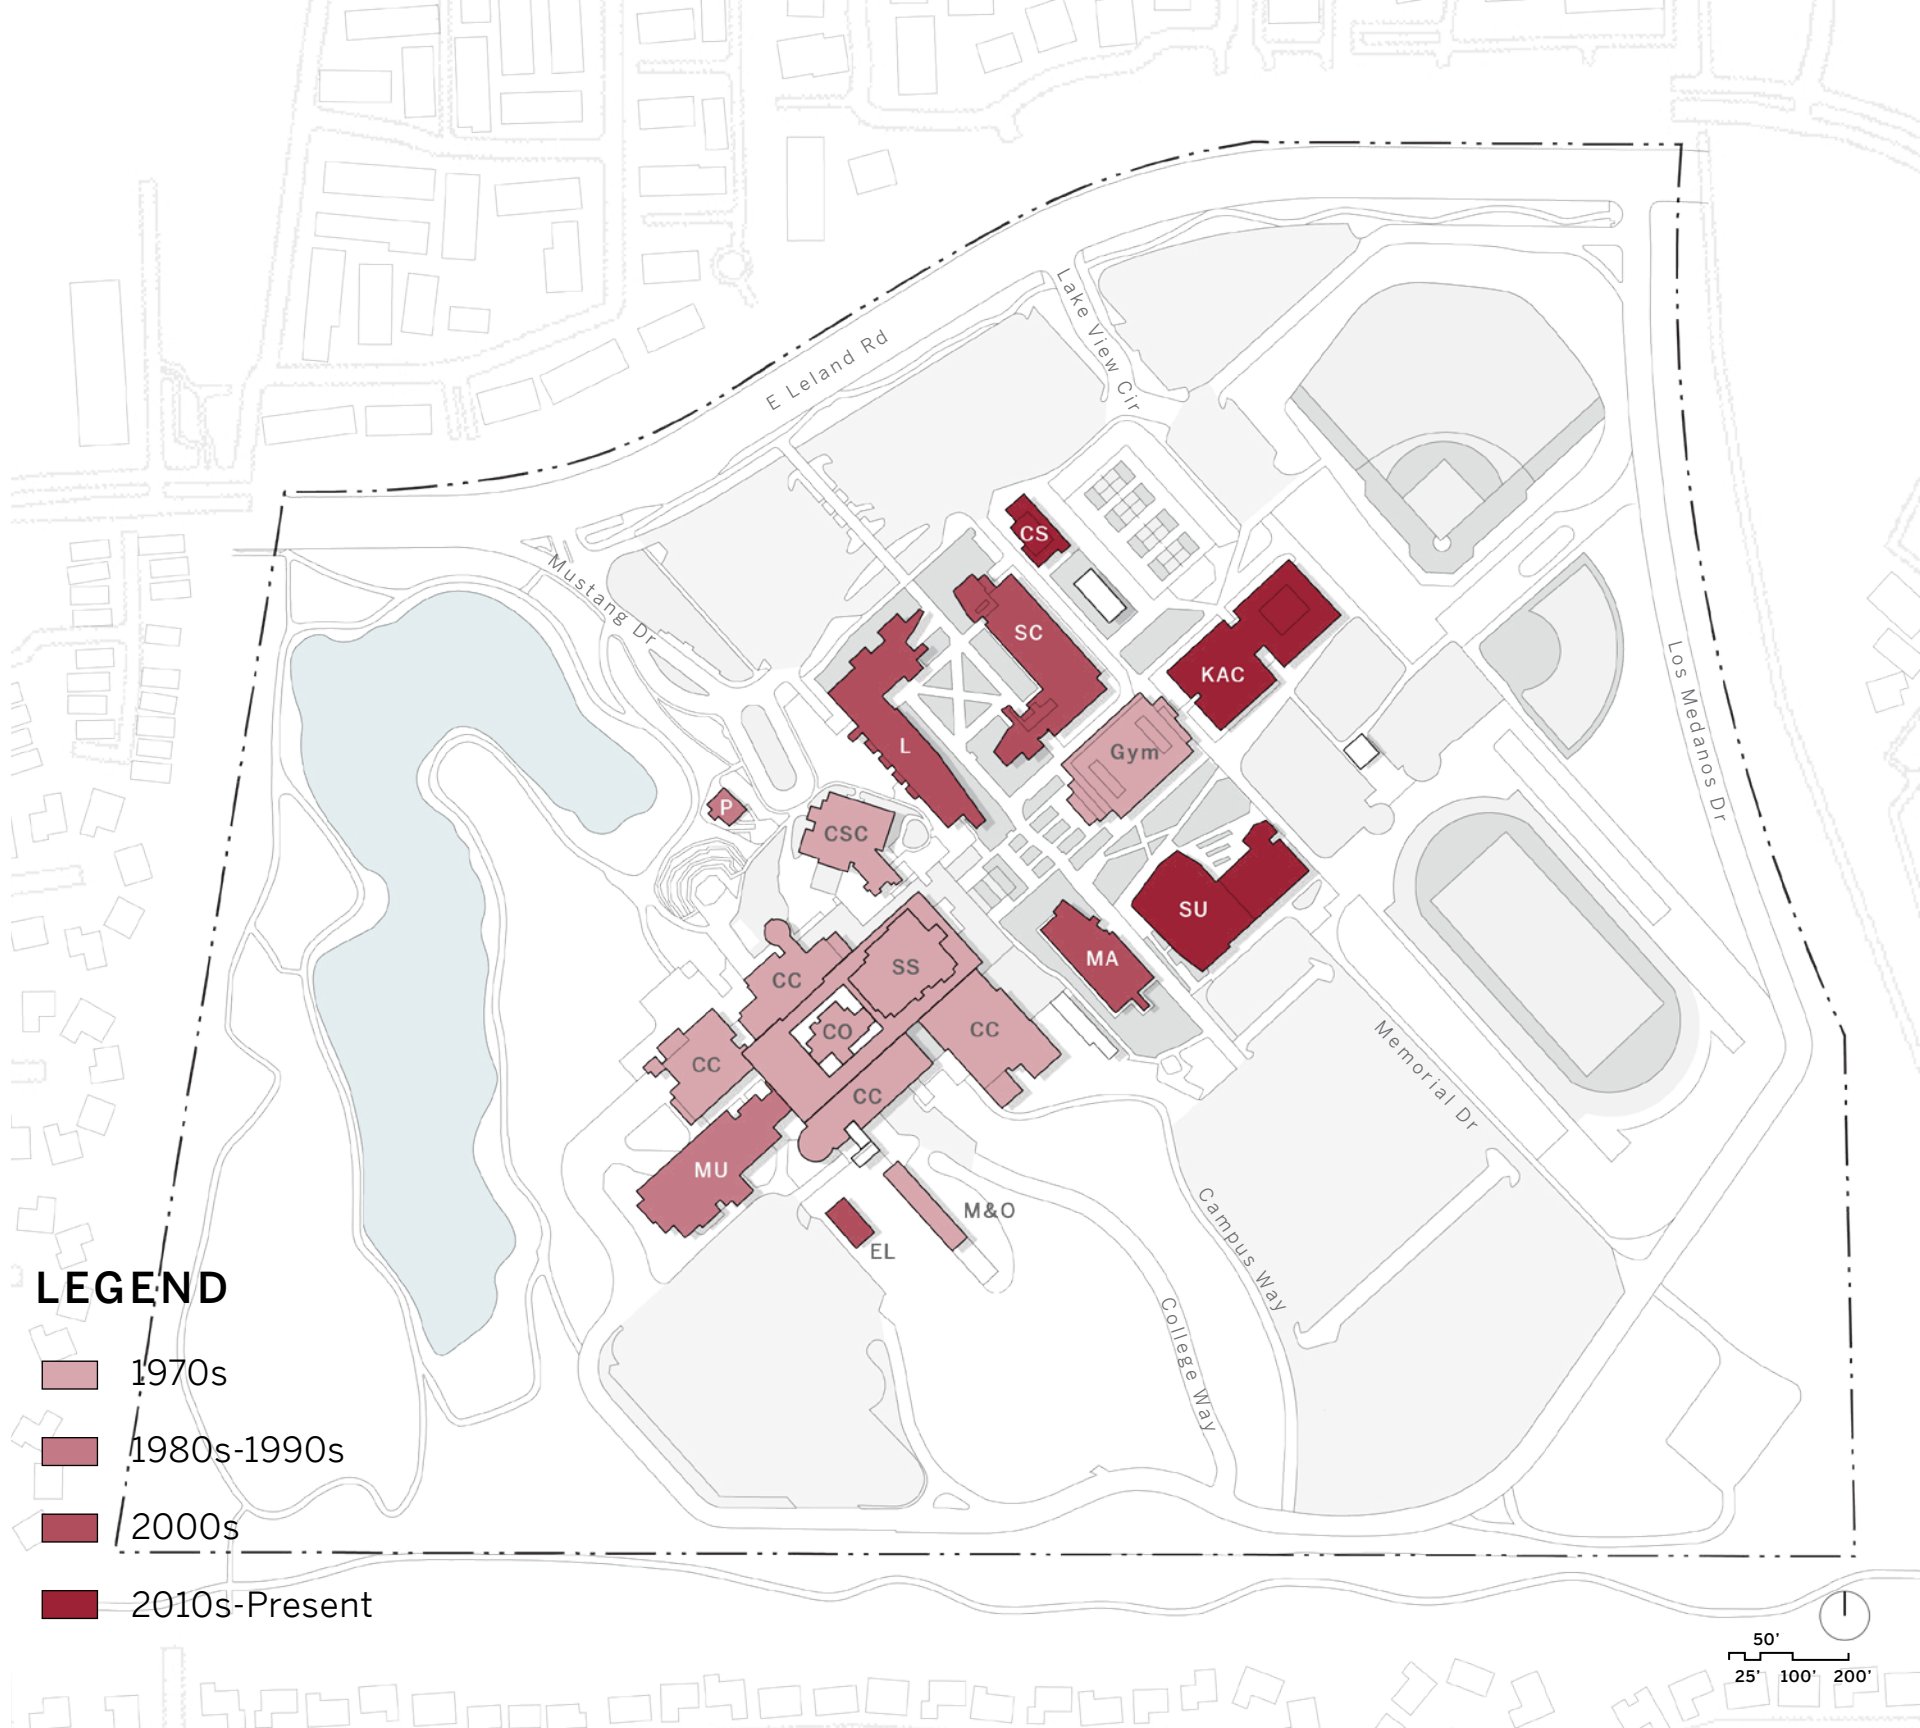 E Leland Rd
Lake View Cir
Mustang Dr
Los Medanos Dr
CS
SC
KAC
L
Gym
P
CSC
SU
MA
SS
CC
CO
CC
CC
CC
MU
M&O
EL
Memorial Dr
Campus Way
College Way
LEGEND
1970s
1980s-1990s
2000s
2010s-Present
50'
25' 100' 200'